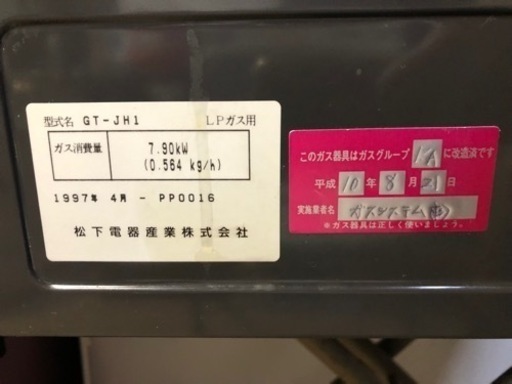 型式名 GT-JH1 LPガス用
ガス消費量 7.90kW
(0.564 kg/h)
1997年 4月 - PP0016
松下電器産業株式会社
このガス器具はガスグループ 13A に改造済です
平成 10 年 8 月 21 日
実施業者名 ガスシステム
※ガス器具は正しく使いましょう。